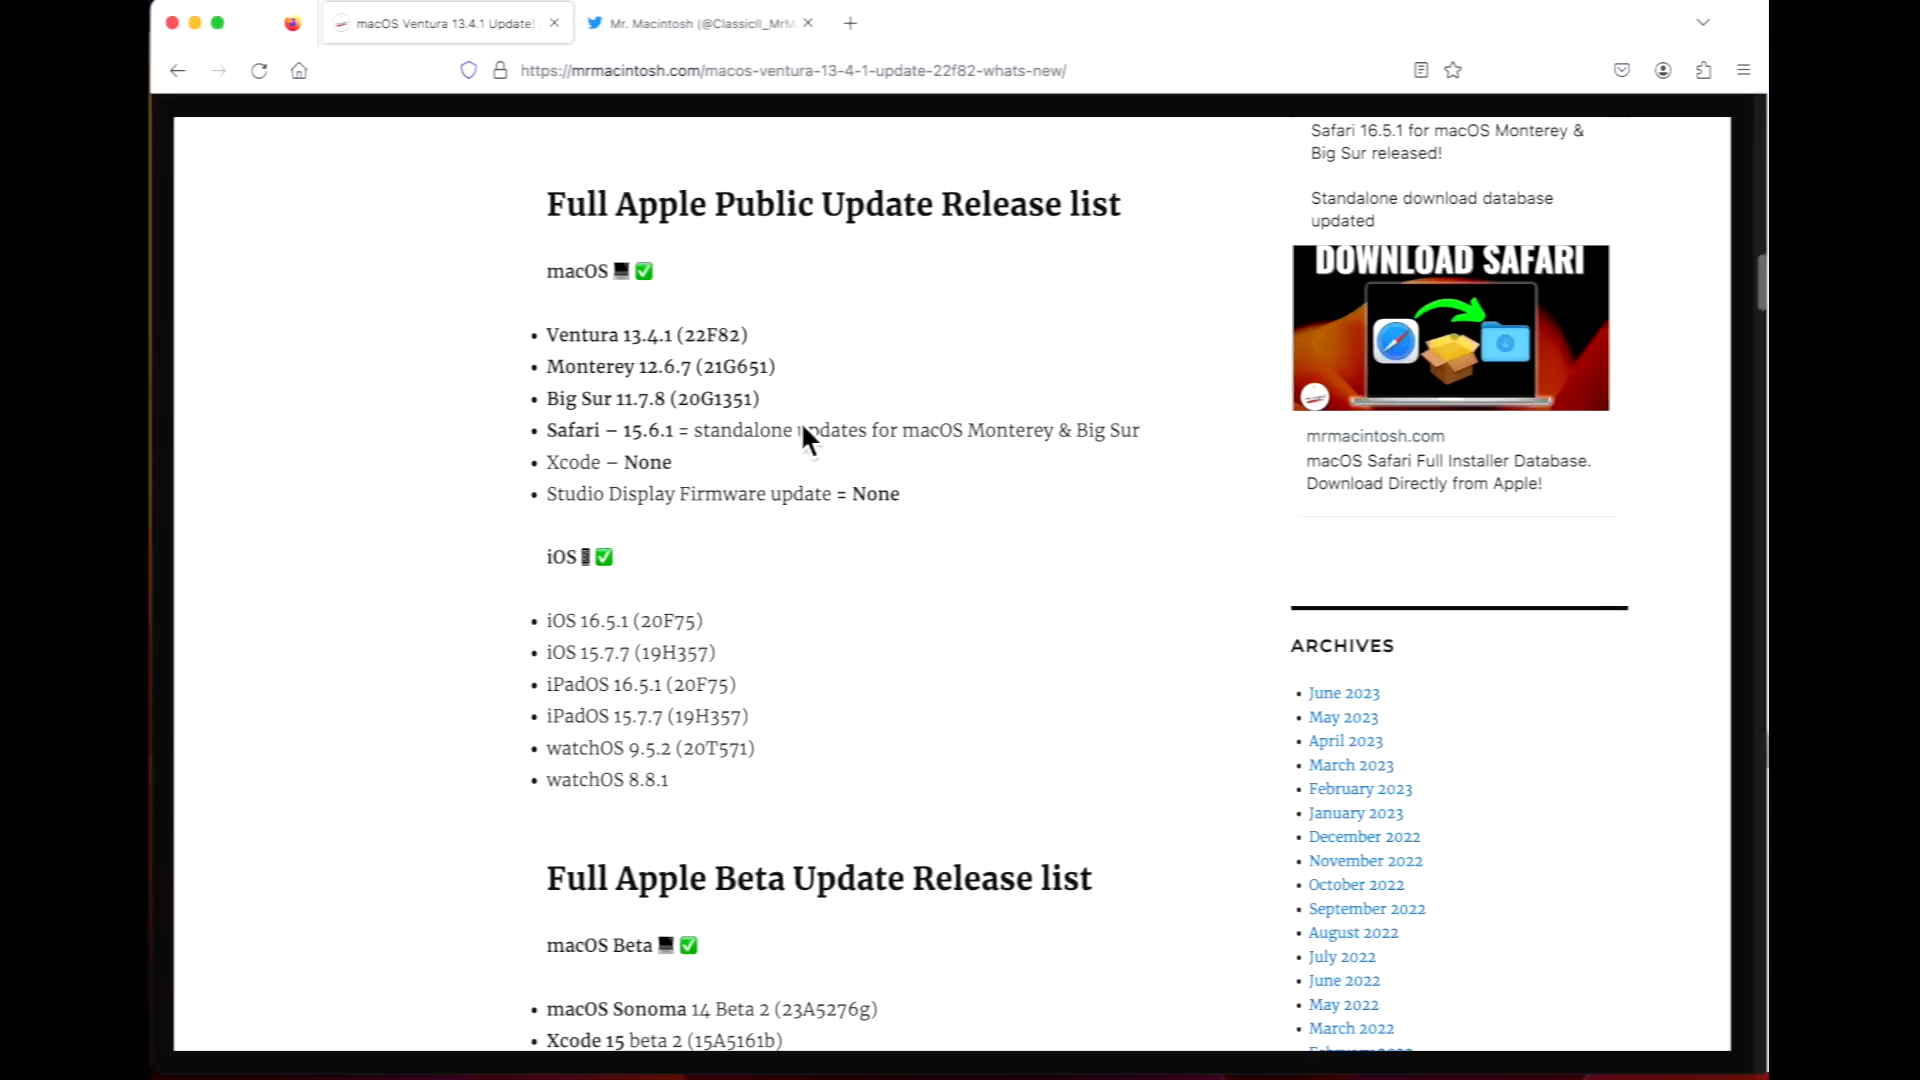 macOS Ventura 13.4.1 Update!
Mr. Macintosh (@ClassicII_MrM
https://mrmacintosh.com/macos-ventura-13-4-1-update-22f82-whats-new/
Full Apple Public Update Release list
macOS 💻 ✅
• Ventura 13.4.1 (22F82)
• Monterey 12.6.7 (21G651)
• Big Sur 11.7.8 (20G1351)
• Safari – 15.6.1 = standalone updates for macOS Monterey & Big Sur
• Xcode – None
• Studio Display Firmware update = None
iOS 📱 ✅
• iOS 16.5.1 (20F75)
• iOS 15.7.7 (19H357)
• iPadOS 16.5.1 (20F75)
• iPadOS 15.7.7 (19H357)
• watchOS 9.5.2 (20T571)
• watchOS 8.8.1
Full Apple Beta Update Release list
macOS Beta 💻 ✅
• macOS Sonoma 14 Beta 2 (23A5276g)
• Xcode 15 beta 2 (15A5161b)
Safari 16.5.1 for macOS Monterey &
Big Sur released!
Standalone download database
updated
DOWNLOAD SAFARI
mrmacintosh.com
macOS Safari Full Installer Database.
Download Directly from Apple!
ARCHIVES
• June 2023
• May 2023
• April 2023
• March 2023
• February 2023
• January 2023
• December 2022
• November 2022
• October 2022
• September 2022
• August 2022
• July 2022
• June 2022
• May 2022
• March 2022